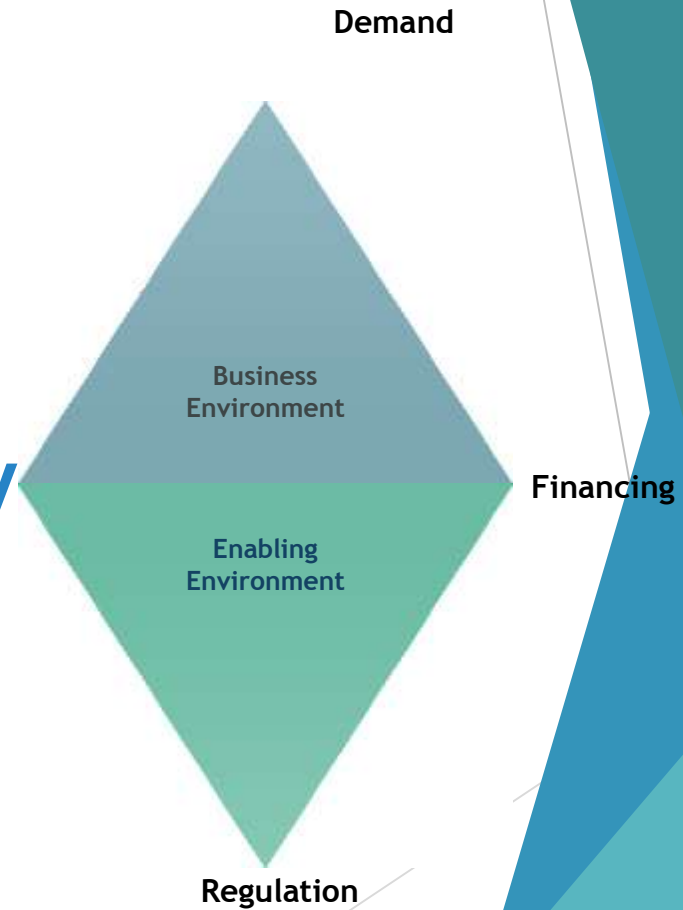 Demand
Business
Environment
Financing
Enabling
Environment
Regulation